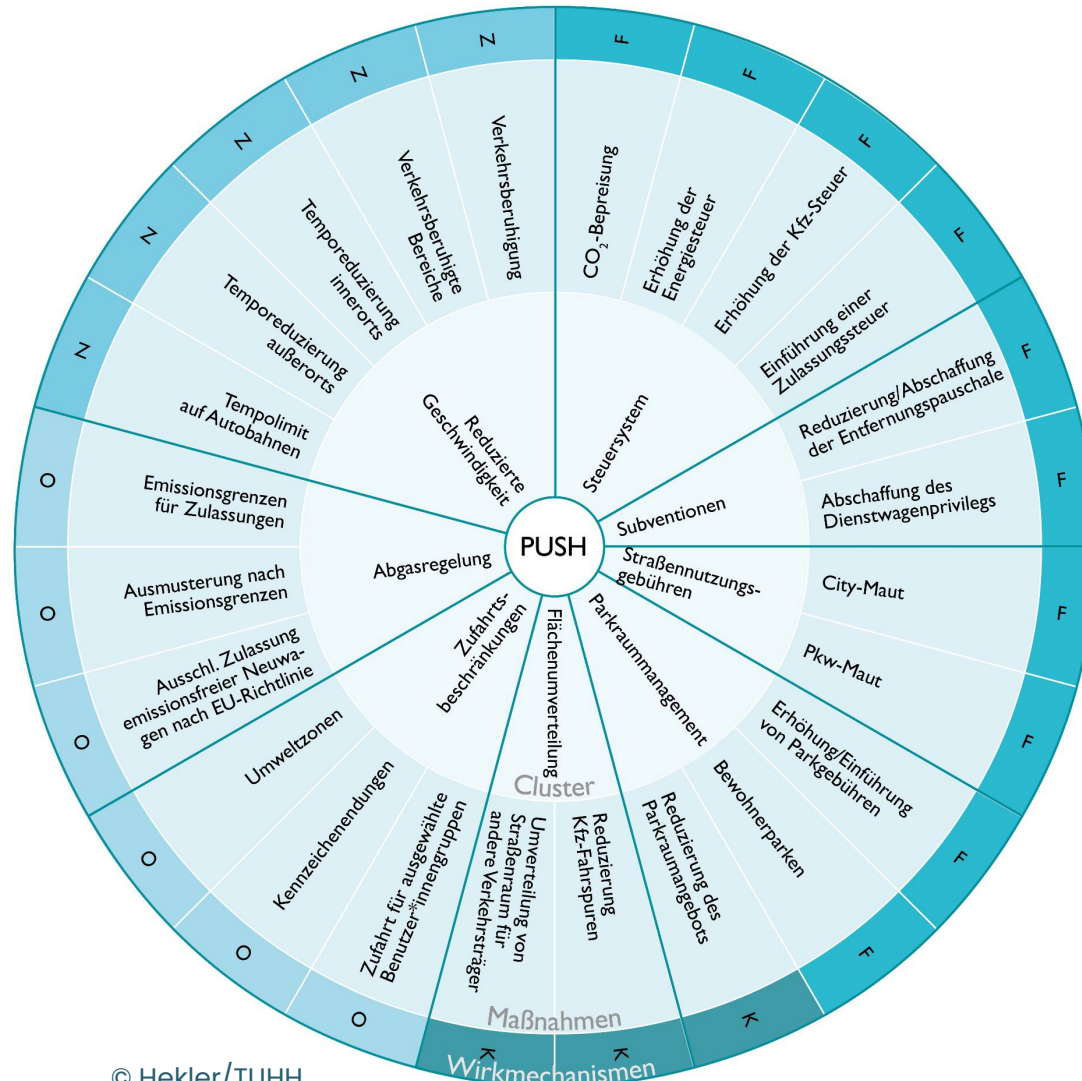 PUSH
Cluster
Maßnahmen
Wirkmechanismen
Steuersystem
CO₂-Bepreisung
F
Erhöhung der
Energiesteuer
F
Erhöhung der Kfz-Steuer
F
Einführung einer
Zulassungssteuer
F
Subventionen
Reduzierung/Abschaffung
der Entfernungspauschale
F
Abschaffung des
Dienstwagenprivilegs
F
Straßennutzungs-
gebühren
City-Maut
F
Pkw-Maut
F
Parkraummanagement
Erhöhung/Einführung
von Parkgebühren
F
Bewohnerparken
F
Reduzierung des
Parkraumangebots
K
Flächenumverteilung
Reduzierung
Kfz-Fahrspuren
K
Umverteilung von
Straßenraum für
andere Verkehrsträger
K
Zufahrts-
beschränkungen
Zufahrt für ausgewählte
Benutzer*innengruppen
O
Kennzeichenendungen
O
Umweltzonen
O
Abgasregelung
Ausschl. Zulassung
emissionsfreier Neuwa-
gen nach EU-Richtlinie
O
Ausmusterung nach
Emissionsgrenzen
O
Emissionsgrenzen
für Zulassungen
O
Reduzierte
Geschwindigkeit
Tempolimit
auf Autobahnen
Z
Temporeduzierung
außerorts
Z
Temporeduzierung
innerorts
Z
Verkehrsberuhigte
Bereiche
Z
Verkehrsberuhigung
Z
© Hekler/TUHH